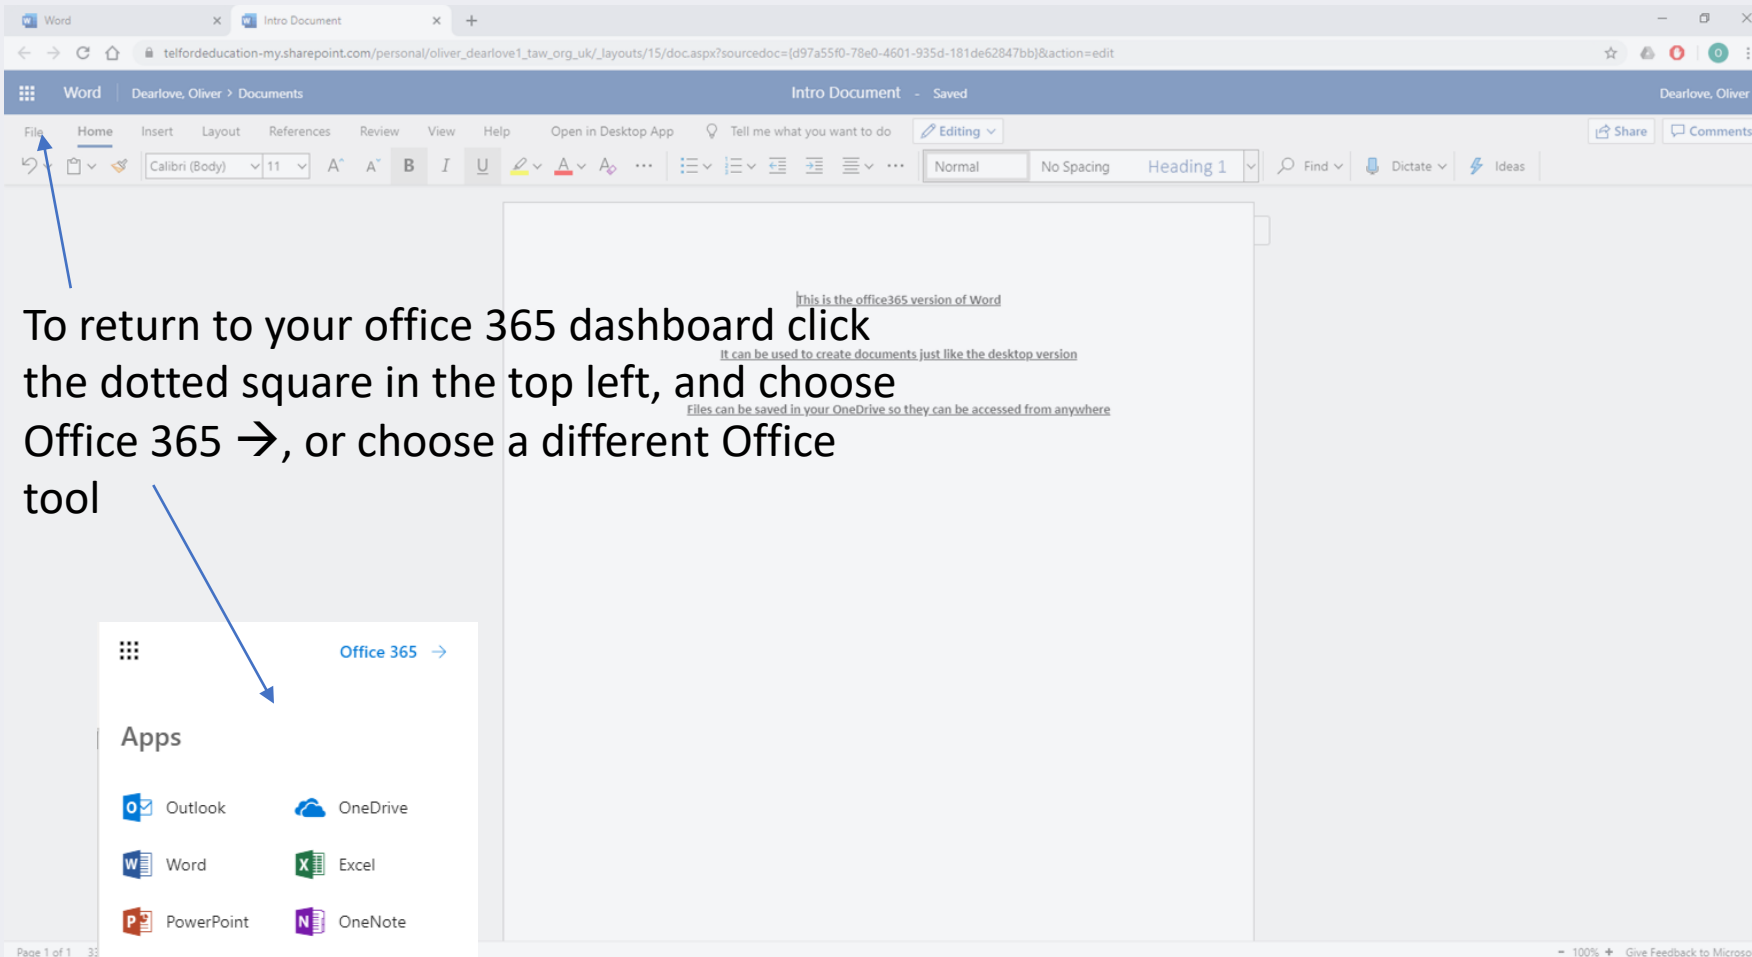 Word
Intro Document
telfordeducation-my.sharepoint.com/personal/oliver_dearlove1_taw_org_uk/_layouts/15/doc.aspx?sourcedoc={d97a55f0-78e0-4601-935d-181de62847bb}&action=edit
Word Dearlove, Oliver > Documents Intro Document - Saved Dearlove, Oliver
File Home Insert Layout References Review View Help Open in Desktop App Tell me what you want to do Editing Share Comments
Calibri (Body) 11 A A B I U A A Normal No Spacing Heading 1 Find Dictate Ideas
This is the office365 version of Word
It can be used to create documents just like the desktop version
Files can be saved in your OneDrive so they can be accessed from anywhere
To return to your office 365 dashboard click
the dotted square in the top left, and choose
Office 365 →, or choose a different Office
tool
Office 365 →
Apps
Outlook OneDrive
Word Excel
PowerPoint OneNote
Page 1 of 1 33 - 100% + Give Feedback to Microso